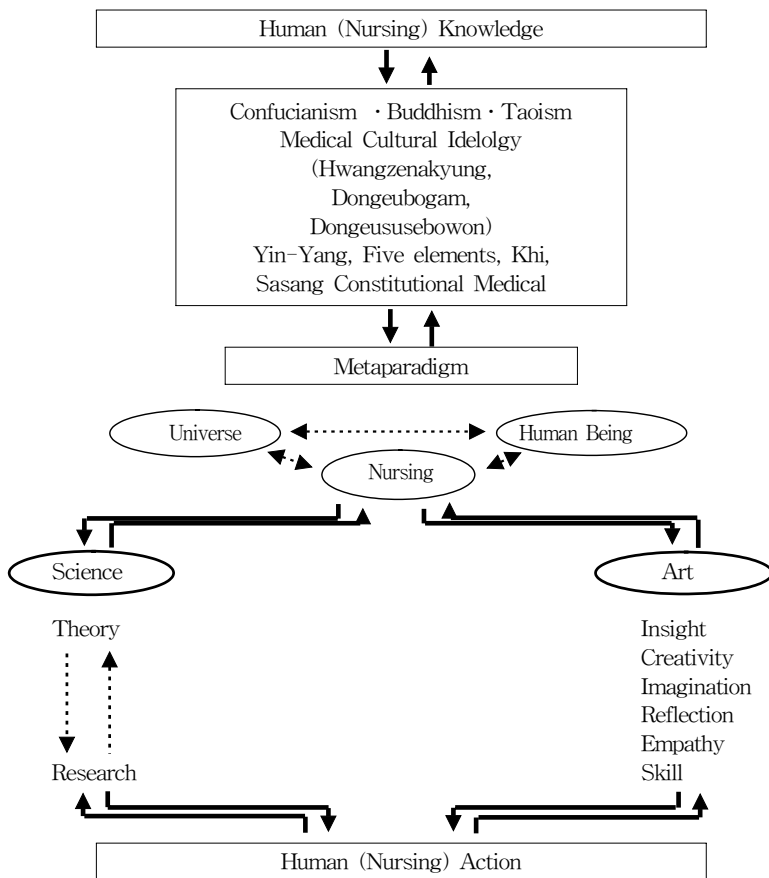 Human (Nursing) Knowledge
Confucianism · Buddhism · Taoism
Medical Cultural Idelolgy
(Hwangzenakyung,
Dongeubogam,
Dongeususebowon)
Yin-Yang, Five elements, Khi,
Sasang Constitutional Medical
Metaparadigm
Universe
Human Being
Nursing
Science
Art
Theory
Research
Insight
Creativity
Imagination
Reflection
Empathy
Skill
Human (Nursing) Action